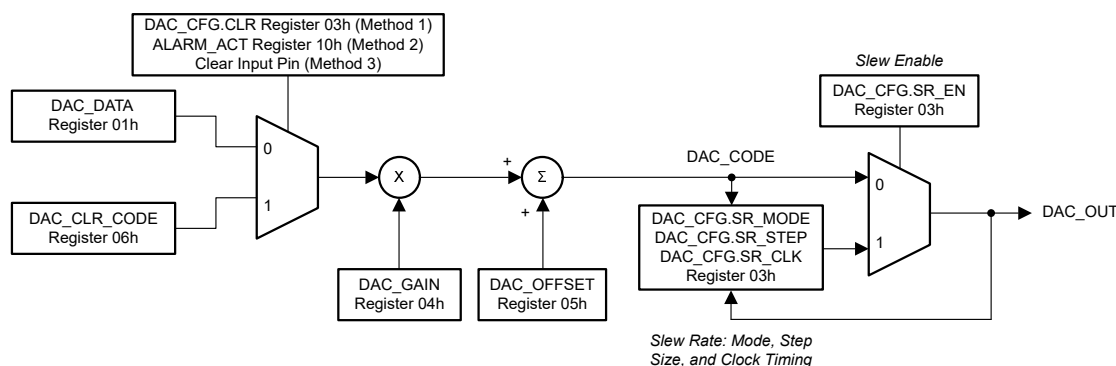 DAC_CFG.CLR Register 03h (Method 1)
ALARM_ACT Register 10h (Method 2)
Clear Input Pin (Method 3)
Slew Enable
DAC_CFG.SR_EN
Register 03h
DAC_DATA
Register 01h
0
1
DAC_CLR_CODE
Register 06h
X
DAC_GAIN
Register 04h
+
Σ
+
DAC_OFFSET
Register 05h
DAC_CODE
DAC_CFG.SR_MODE
DAC_CFG.SR_STEP
DAC_CFG.SR_CLK
Register 03h
0
1
DAC_OUT
Slew Rate: Mode, Step
Size, and Clock Timing